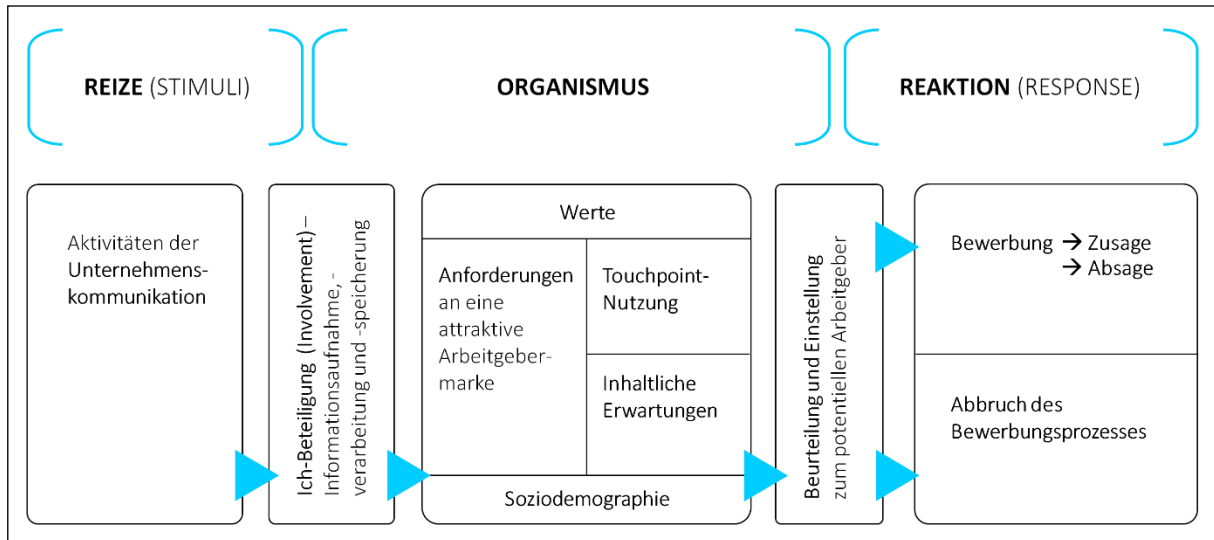 REIZE (STIMULI)
ORGANISMUS
REAKTION (RESPONSE)
Aktivitäten der
Unternehmens-
kommunikation
Ich-Beteiligung (Involvement) –
Informationsaufnahme, -
verarbeitung und -speicherung
Werte
Anforderungen
an eine
attraktive
Arbeitgeber-
marke
Touchpoint-
Nutzung
Inhaltliche
Erwartungen
Soziodemographie
Beurteilung und Einstellung
zum potentiellen Arbeitgeber
Bewerbung → Zusage
→ Absage
Abbruch des
Bewerbungsprozesses